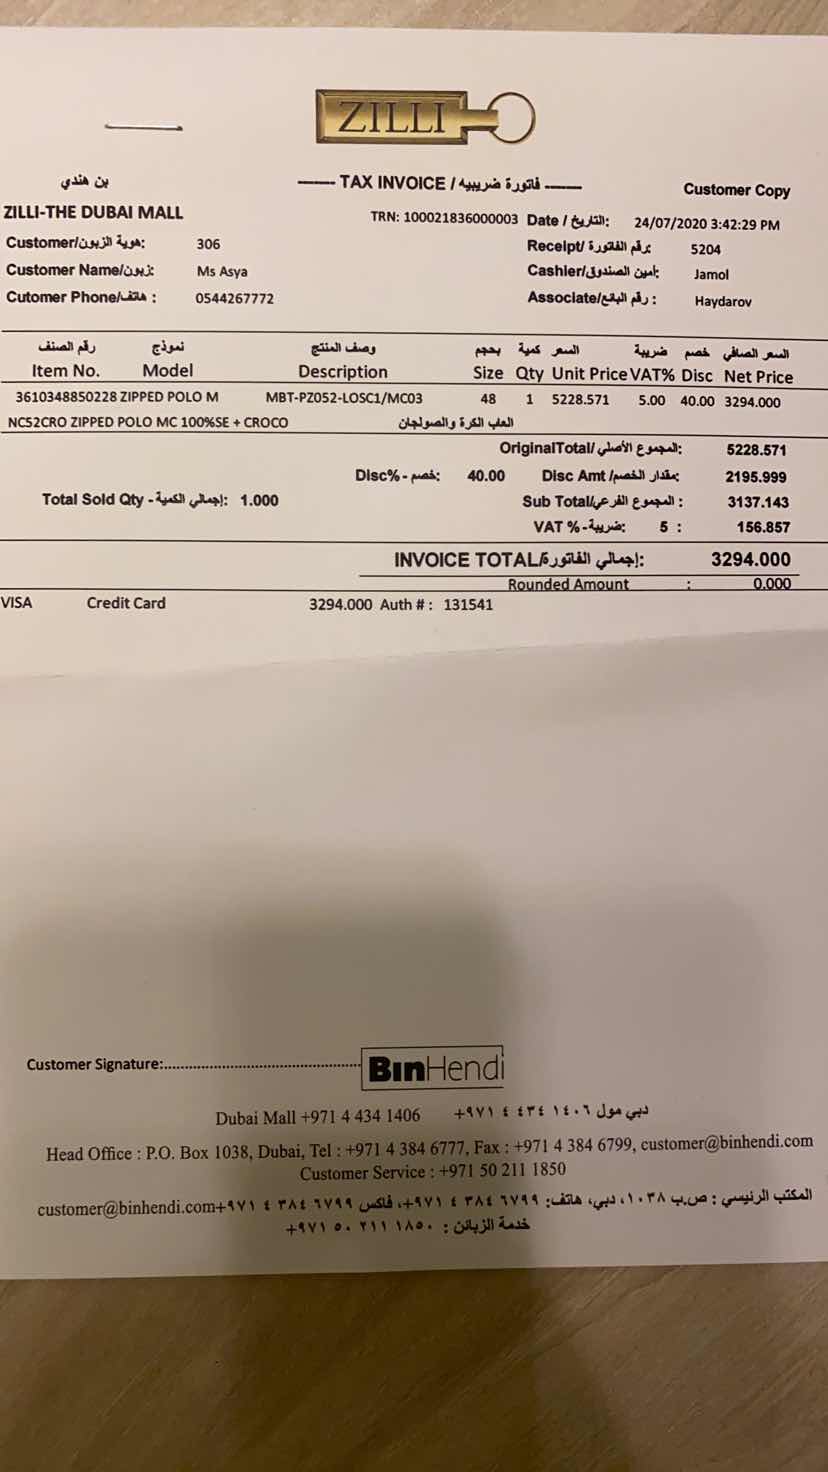 ZILLI
بن هندي
------ TAX INVOICE / فاتورة ضريبيه ------
Customer Copy
ZILLI-THE DUBAI MALL
TRN: 100021836000003 Date / التاريخ: 24/07/2020 3:42:29 PM
Customer/هوية الزبون: 306
Receipt/ رقم الفاتورة: 5204
Customer Name/زبون: Ms Asya
Cashier/أمين الصندوق: Jamol
Cutomer Phone/هاتف : 0544267772
Associate/رقم البائع : Haydarov
رقم الصنف نموذج وصف المنتج بحجم كمية السعر ضريبة خصم السعر الصافي
Item No. Model Description Size Qty Unit Price VAT% Disc Net Price
3610348850228 ZIPPED POLO M MBT-PZ052-LOSC1/MC03 48 1 5228.571 5.00 40.00 3294.000
NC52CRO ZIPPED POLO MC 100%SE + CROCO العاب الكرة والصولجان
OriginalTotal/المجموع الأصلي: 5228.571
Disc%-خصم: 40.00 Disc Amt /مقدار الخصم: 2195.999
Total Sold Qty - إجمالي الكمية: 1.000
Sub Total/المجموع الفرعي : 3137.143
VAT %-ضريبة: 5 : 156.857
INVOICE TOTAL/إجمالي الفاتورة: 3294.000
Rounded Amount : 0.000
VISA Credit Card 3294.000 Auth # : 131541
Customer Signature:.................................................
BinHendi
Dubai Mall +971 4 434 1406 دبي مول ١٤٠٦ ٤٣٤ ٤ ٩٧١+
Head Office : P.O. Box 1038, Dubai, Tel : +971 4 384 6777, Fax : +971 4 384 6799, customer@binhendi.com
Customer Service : +971 50 211 1850
المكتب الرئيسي : ص.ب ١٠٣٨، دبي، هاتف: ٦٧٩٩ ٣٨٤ ٤ ٩٧١+، فاكس ٦٧٩٩ ٣٨٤ ٤ ٩٧١+customer@binhendi.com
خدمة الزبائن : ١٨٥٠ ٢١١ ٥٠ ٩٧١+